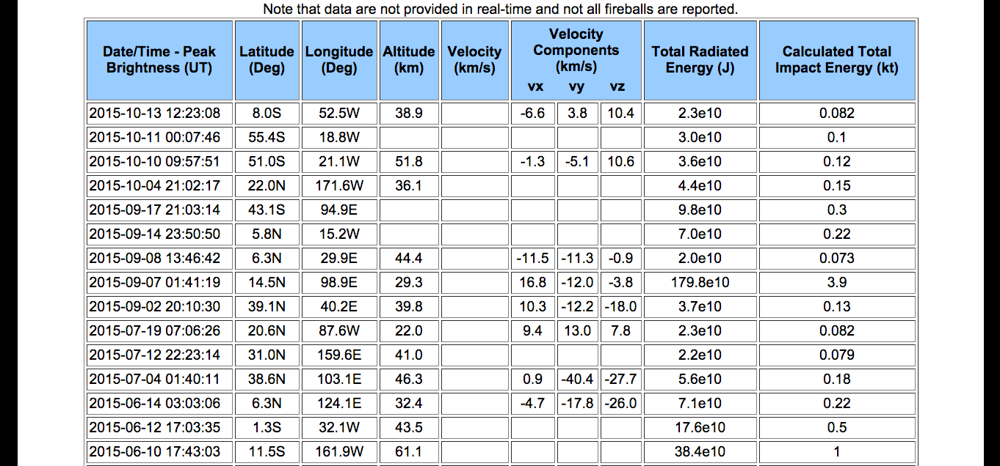 Note that data are not provided in real-time and not all fireballs are reported.
Date/Time - Peak Brightness (UT) Latitude (Deg) Longitude (Deg) Altitude (km) Velocity (km/s) Velocity Components (km/s) vx vy vz Total Radiated Energy (J) Calculated Total Impact Energy (kt)
2015-10-13 12:23:08 8.0S 52.5W 38.9 -6.6 3.8 10.4 2.3e10 0.082
2015-10-11 00:07:46 55.4S 18.8W 3.0e10 0.1
2015-10-10 09:57:51 51.0S 21.1W 51.8 -1.3 -5.1 10.6 3.6e10 0.12
2015-10-04 21:02:17 22.0N 171.6W 36.1 4.4e10 0.15
2015-09-17 21:03:14 43.1S 94.9E 9.8e10 0.3
2015-09-14 23:50:50 5.8N 15.2W 7.0e10 0.22
2015-09-08 13:46:42 6.3N 29.9E 44.4 -11.5 -11.3 -0.9 2.0e10 0.073
2015-09-07 01:41:19 14.5N 98.9E 29.3 16.8 -12.0 -3.8 179.8e10 3.9
2015-09-02 20:10:30 39.1N 40.2E 39.8 10.3 -12.2 -18.0 3.7e10 0.13
2015-07-19 07:06:26 20.6N 87.6W 22.0 9.4 13.0 7.8 2.3e10 0.082
2015-07-12 22:23:14 31.0N 159.6E 41.0 2.2e10 0.079
2015-07-04 01:40:11 38.6N 103.1E 46.3 0.9 -40.4 -27.7 5.6e10 0.18
2015-06-14 03:03:06 6.3N 124.1E 32.4 -4.7 -17.8 -26.0 7.1e10 0.22
2015-06-12 17:03:35 1.3S 32.1W 43.5 17.6e10 0.5
2015-06-10 17:43:03 11.5S 161.9W 61.1 38.4e10 1